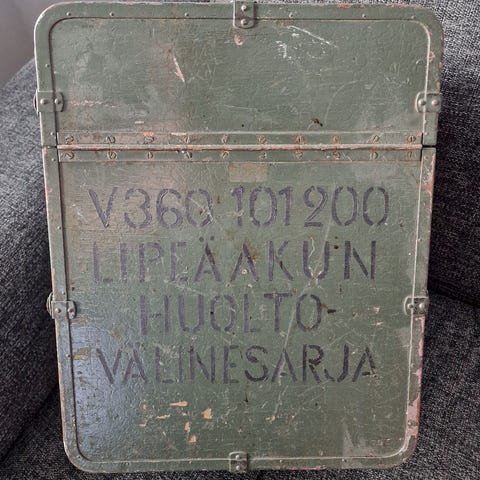 V360 101200
LIPEÄAKUN
HUOLTO-
VÄLINESARJA